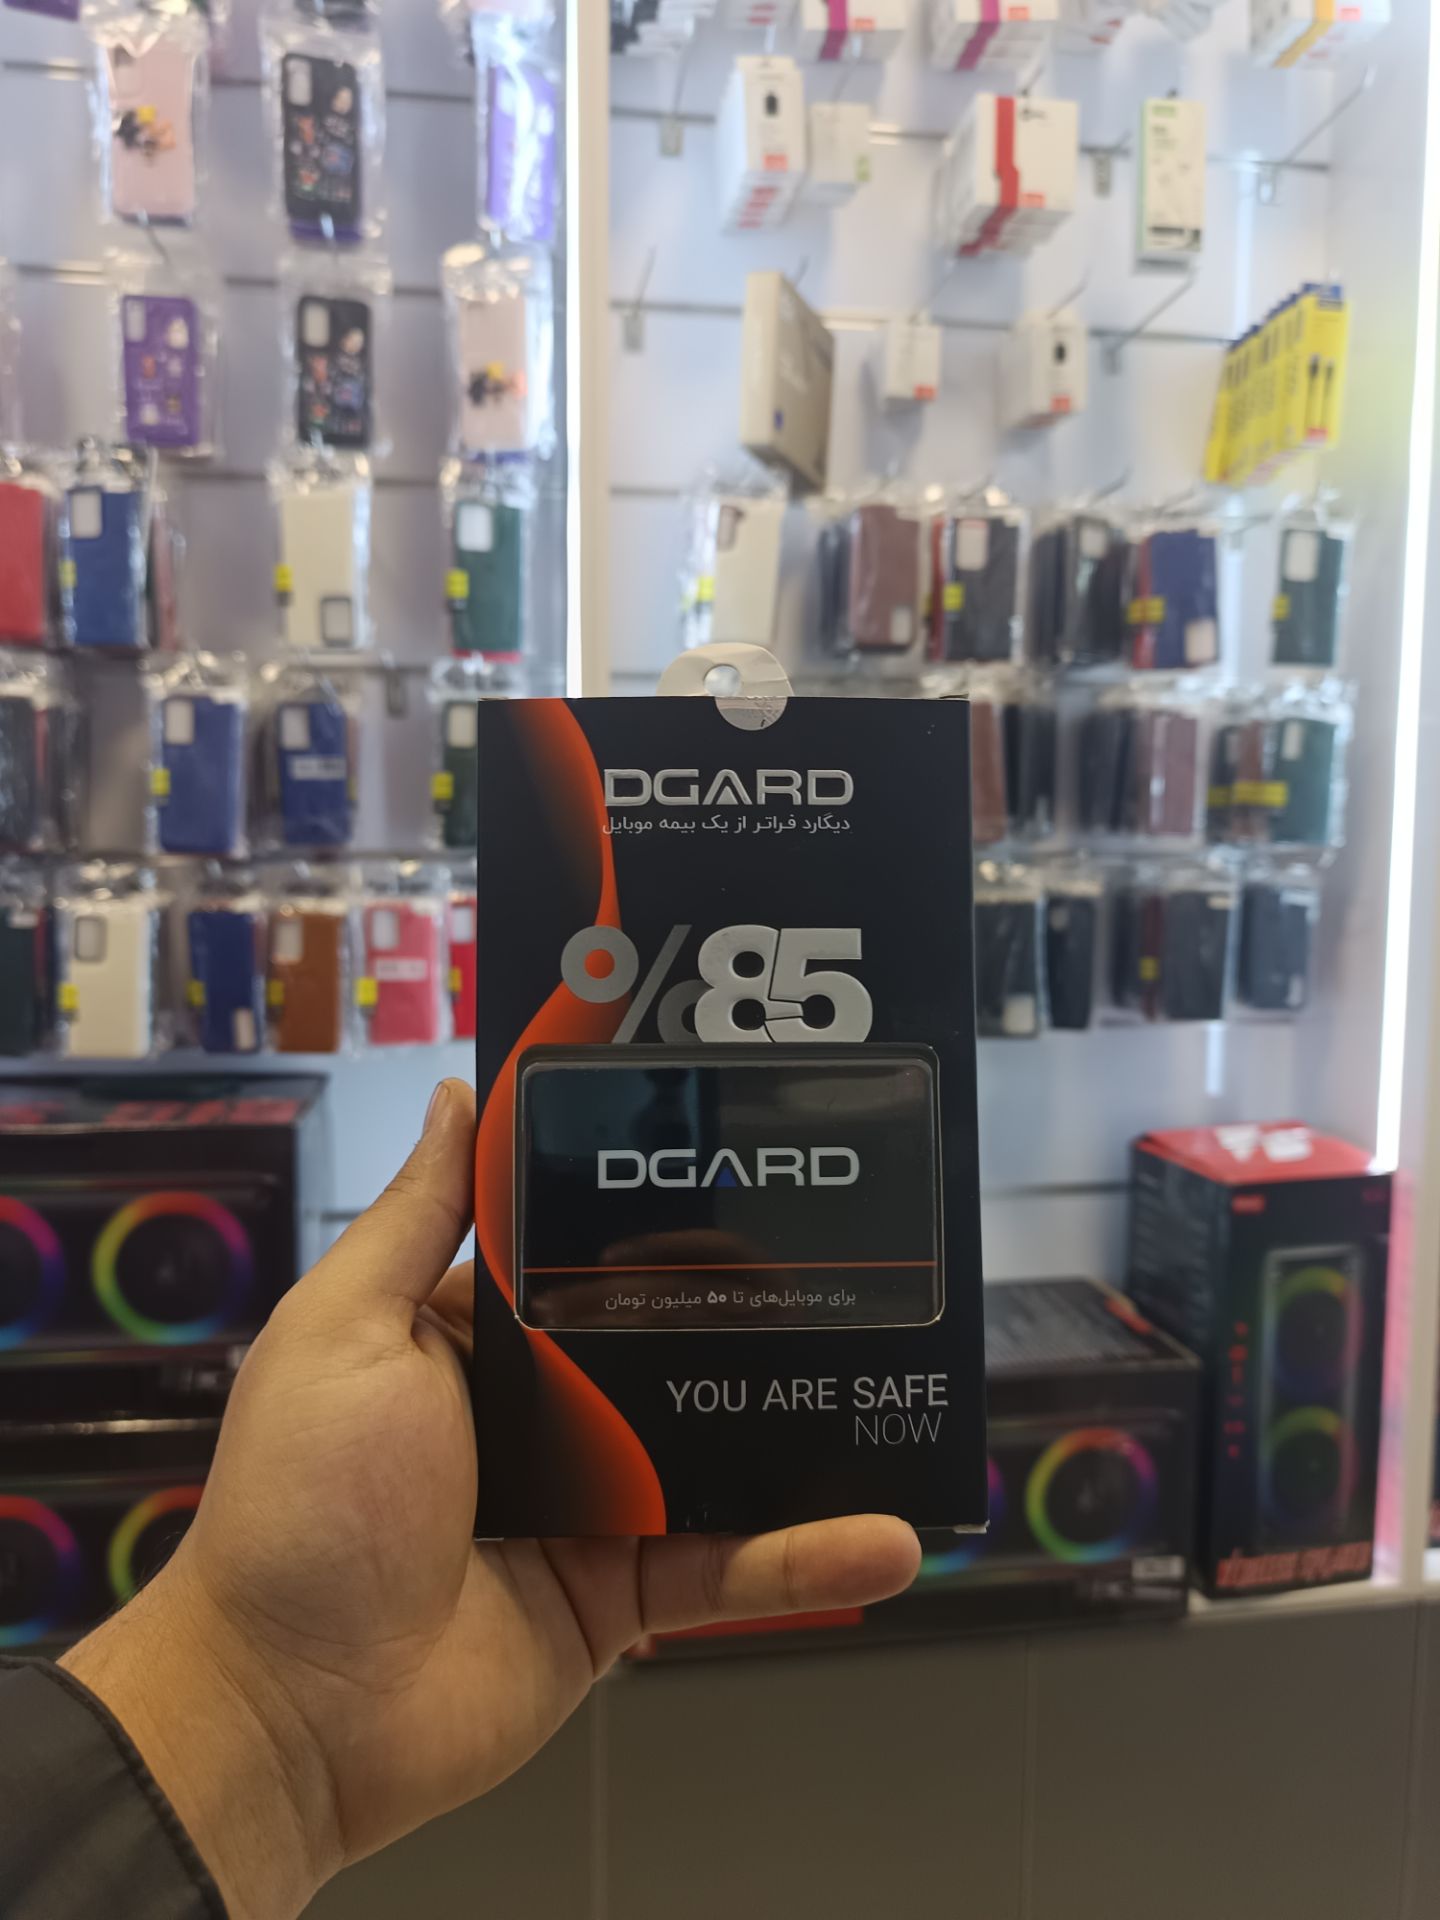 DGARD
دیگارد فراتر از یک بیمه موبایل
%85
DGARD
برای موبایل‌های تا ۵۰ میلیون تومان
YOU ARE SAFE
NOW